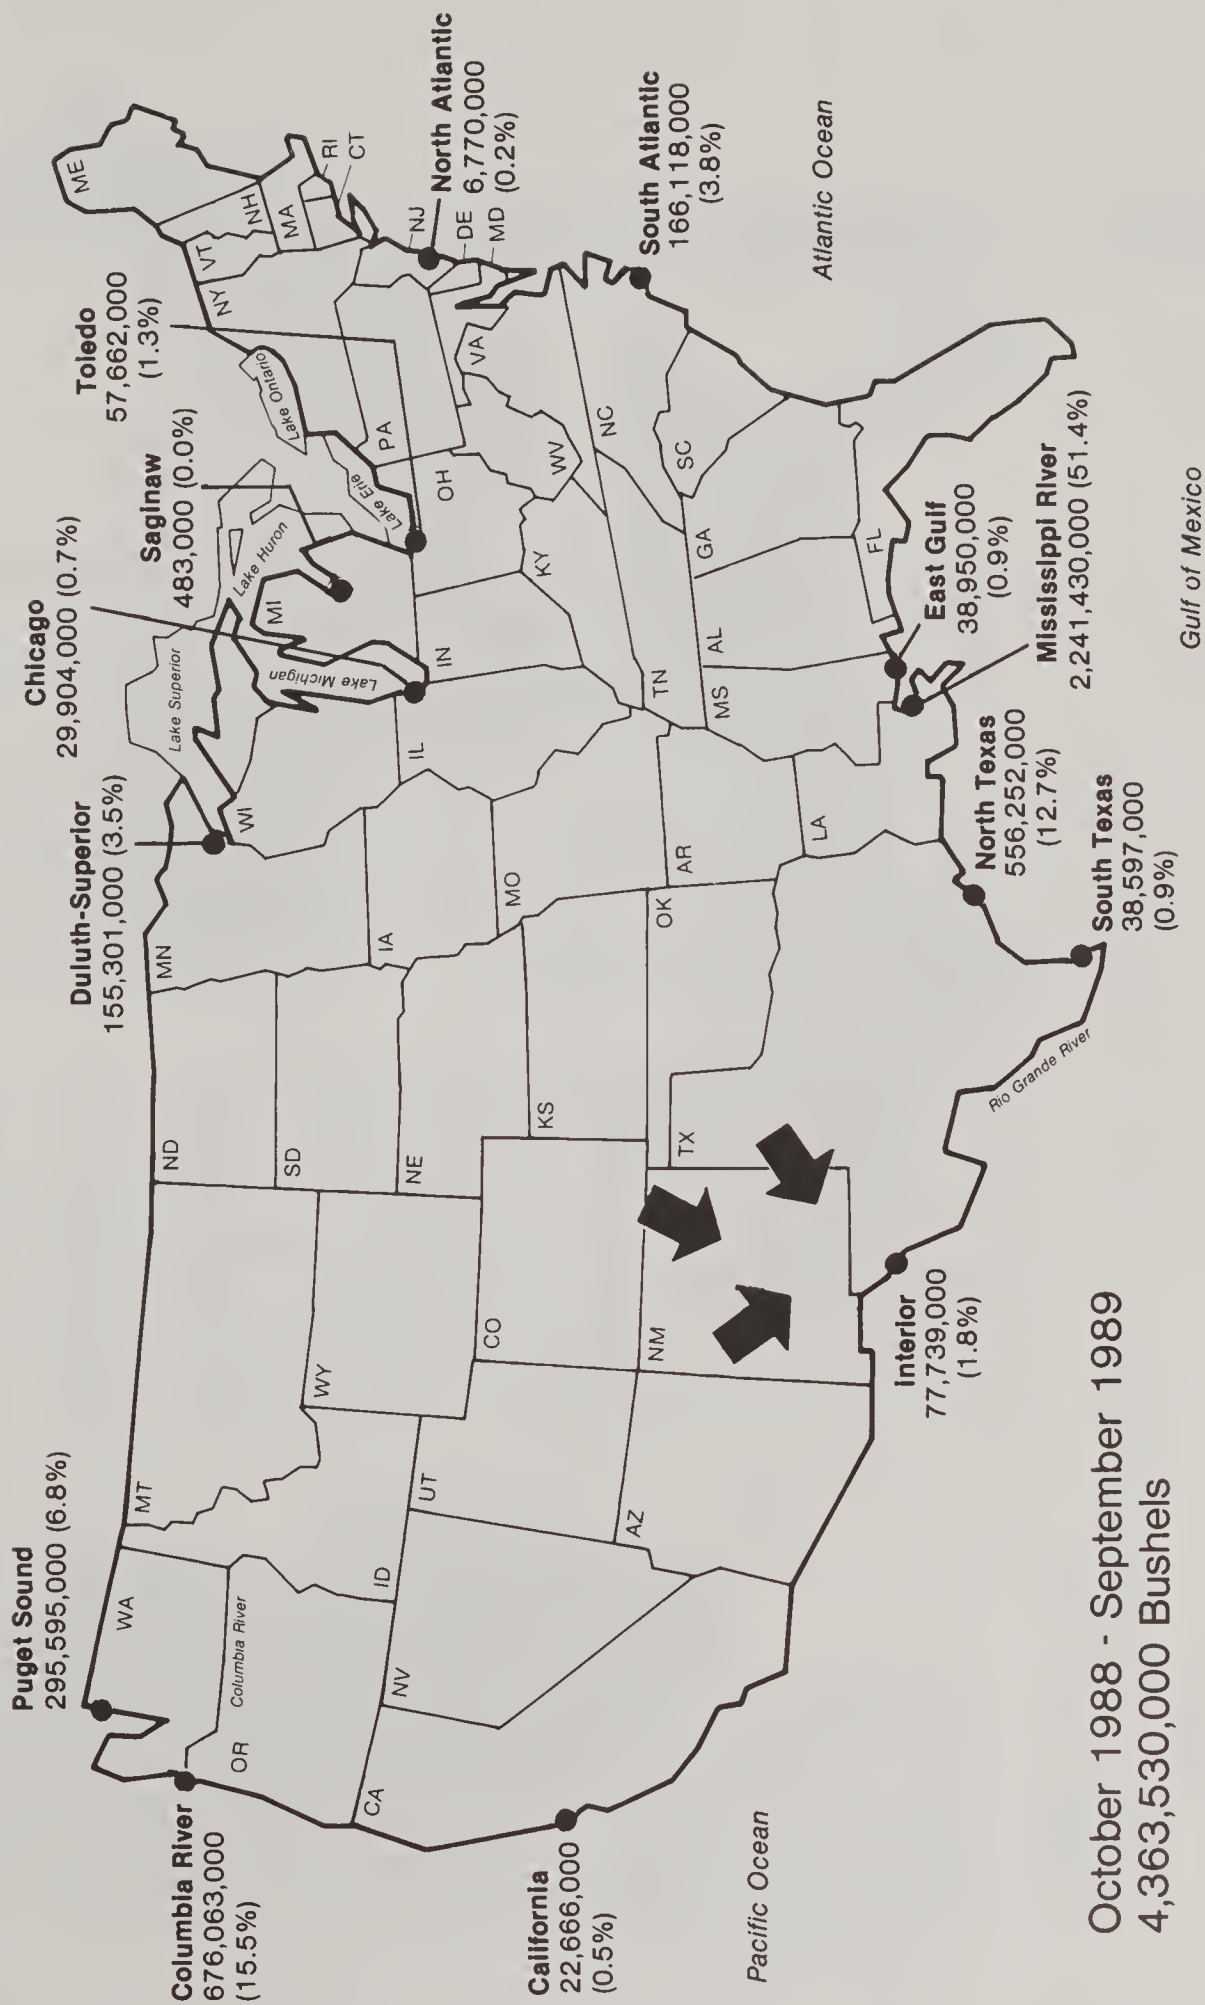 Puget Sound
295,595,000 (6.8%)
Duluth-Superior
155,301,000 (3.5%)
Chicago
29,904,000 (0.7%)
Saginaw
483,000 (0.0%)
Toledo
57,662,000
(1.3%)
Columbia River
676,063,000
(15.5%)
California
22,666,000
(0.5%)
North Atlantic
6,770,000
(0.2%)
South Atlantic
166,118,000
(3.8%)
East Gulf
38,950,000
(0.9%)
Mississippi River
2,241,430,000 (51.4%)
North Texas
556,252,000
(12.7%)
South Texas
38,597,000
(0.9%)
Interior
77,739,000
(1.8%)
WA
OR
CA
NV
ID
MT
UT
AZ
WY
CO
NM
ND
SD
NE
KS
TX
OK
MN
IA
MO
AR
LA
WI
IL
MI
IN
OH
KY
TN
MS
AL
GA
FL
SC
NC
VA
WV
PA
NY
VT
NH
ME
MA
RI
CT
NJ
DE
MD
Columbia River
Rio Grande River
Lake Superior
Lake Michigan
Lake Huron
Lake Erie
Lake Ontario
Pacific Ocean
Atlantic Ocean
Gulf of Mexico
October 1988 - September 1989
4,363,530,000 Bushels